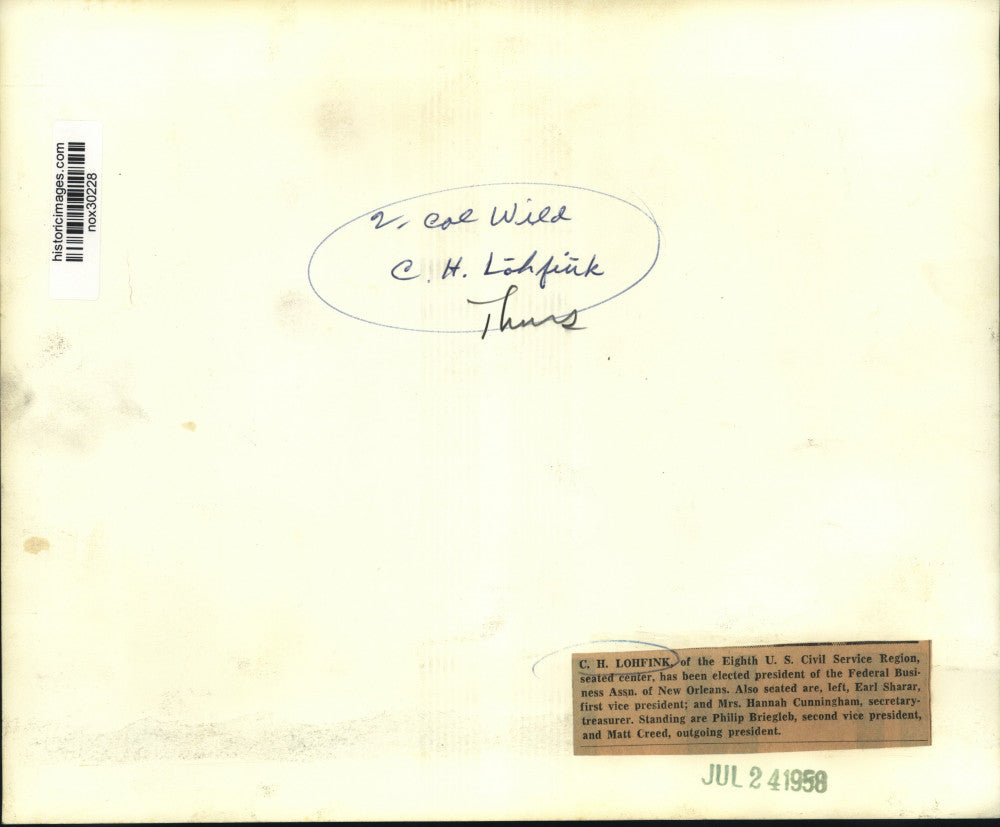 historicimages.com
nox30228
2, col Wild
C. H. Lohfink
Thurs
C. H. LOHFINK, of the Eighth U. S. Civil Service Region,
seated center, has been elected president of the Federal Busi-
ness Assn. of New Orleans. Also seated are, left, Earl Sharar,
first vice president; and Mrs. Hannah Cunningham, secretary-
treasurer. Standing are Philip Briegleb, second vice president,
and Matt Creed, outgoing president.
JUL 24 1958